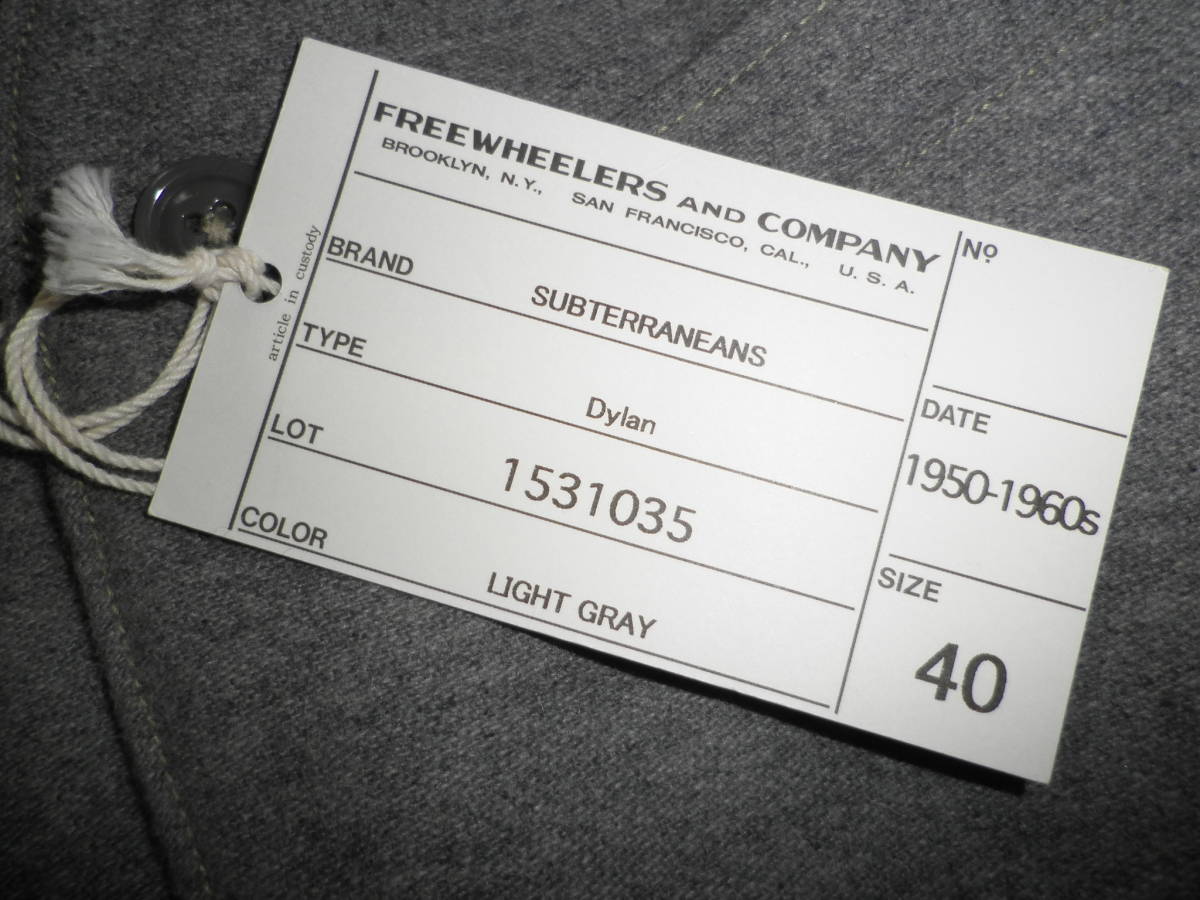 FREEWHEELERS AND COMPANY
BROOKLYN, N.Y., SAN FRANCISCO, CAL., U. S. A.
article in custody
BRAND
SUBTERRANEANS
TYPE
Dylan
LOT
1531035
COLOR
LIGHT GRAY
No.
DATE
1950-1960s
SIZE
40